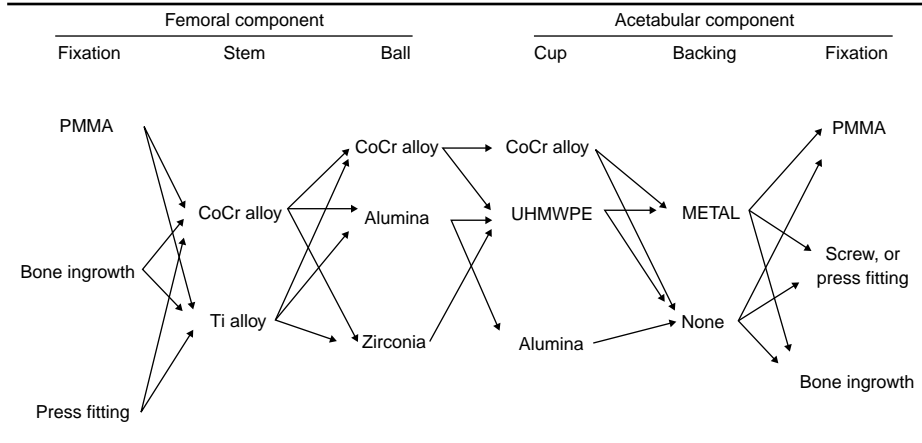 Femoral component
Acetabular component
Fixation
Stem
Ball
Cup
Backing
Fixation
PMMA
CoCr alloy
CoCr alloy
PMMA
CoCr alloy
Alumina
UHMWPE
METAL
Bone ingrowth
Screw, or
press fitting
Ti alloy
Zirconia
Alumina
None
Bone ingrowth
Press fitting